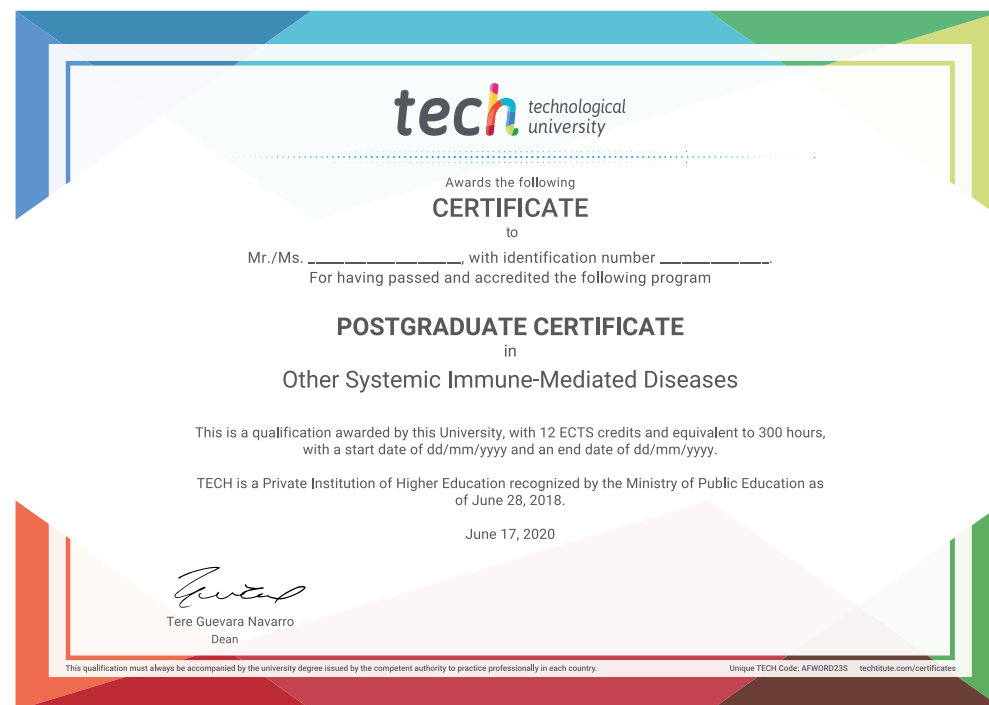 tech technological
university
Awards the following
CERTIFICATE
to
Mr./Ms. ____________________, with identification number ______________.
For having passed and accredited the following program
POSTGRADUATE CERTIFICATE
in
Other Systemic Immune-Mediated Diseases
This is a qualification awarded by this University, with 12 ECTS credits and equivalent to 300 hours,
with a start date of dd/mm/yyyy and an end date of dd/mm/yyyy.
TECH is a Private Institution of Higher Education recognized by the Ministry of Public Education as
of June 28, 2018.
June 17, 2020
Tere Guevara Navarro
Dean
This qualification must always be accompanied by the university degree issued by the competent authority to practice professionally in each country.
Unique TECH Code: AFWORD23S techtitute.com/certificates